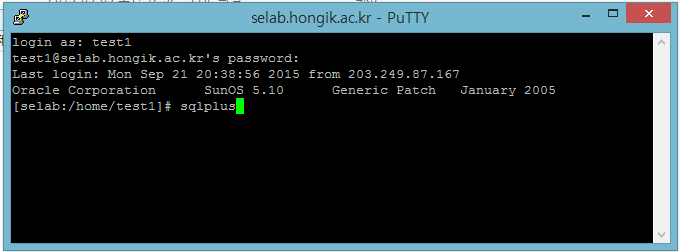 selab.hongik.ac.kr - PuTTY
login as: test1
test1@selab.hongik.ac.kr's password:
Last login: Mon Sep 21 20:38:56 2015 from 203.249.87.167
Oracle Corporation      SunOS 5.10      Generic Patch   January 2005
[selab:/home/test1]# sqlplus